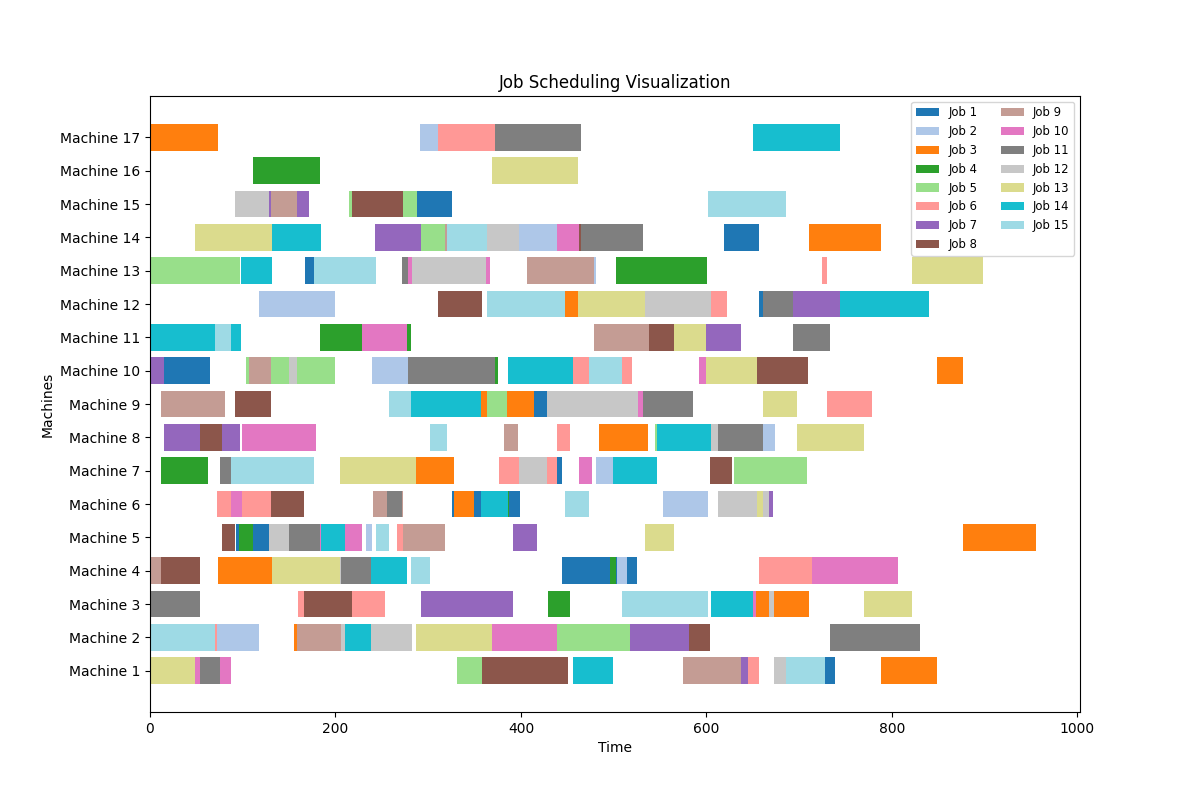 Job Scheduling Visualization
Machine 17
Machine 16
Machine 15
Machine 14
Machine 13
Machine 12
Machine 11
Machine 10
Machine 9
Machine 8
Machine 7
Machine 6
Machine 5
Machine 4
Machine 3
Machine 2
Machine 1
Machines
0 200 400 600 800 1000
Time
Job 1
Job 2
Job 3
Job 4
Job 5
Job 6
Job 7
Job 8
Job 9
Job 10
Job 11
Job 12
Job 13
Job 14
Job 15